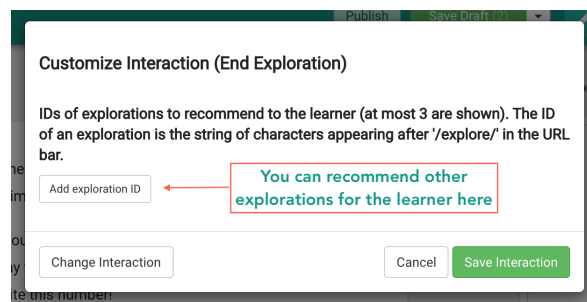 Publish Save Draft (2)
Customize Interaction (End Exploration)
IDs of explorations to recommend to the learner (at most 3 are shown). The ID
of an exploration is the string of characters appearing after '/explore/' in the URL
bar.
Add exploration ID
You can recommend other
explorations for the learner here
Change Interaction Cancel Save Interaction
this number!